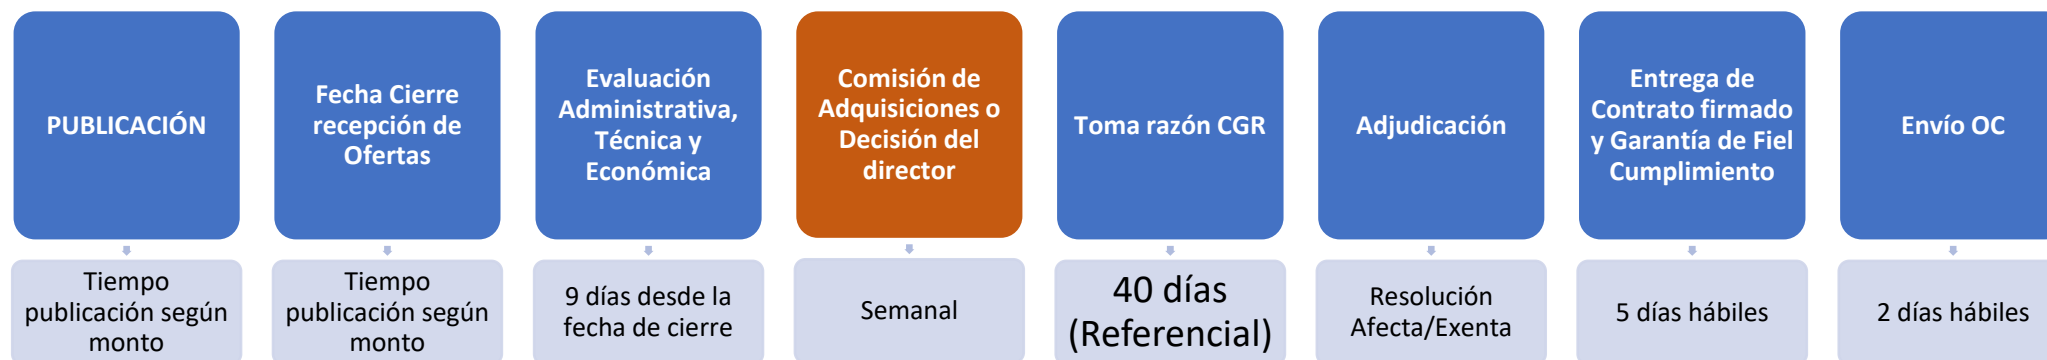 PUBLICACIÓN
Tiempo
publicación según
monto
Fecha Cierre
recepción de
Ofertas
Tiempo
publicación según
monto
Evaluación
Administrativa,
Técnica y
Económica
9 días desde la
fecha de cierre
Comisión de
Adquisiciones o
Decisión del
director
Semanal
Toma razón CGR
40 días
(Referencial)
Adjudicación
Resolución
Afecta/Exenta
Entrega de
Contrato firmado
y Garantía de Fiel
Cumplimiento
5 días hábiles
Envío OC
2 días hábiles